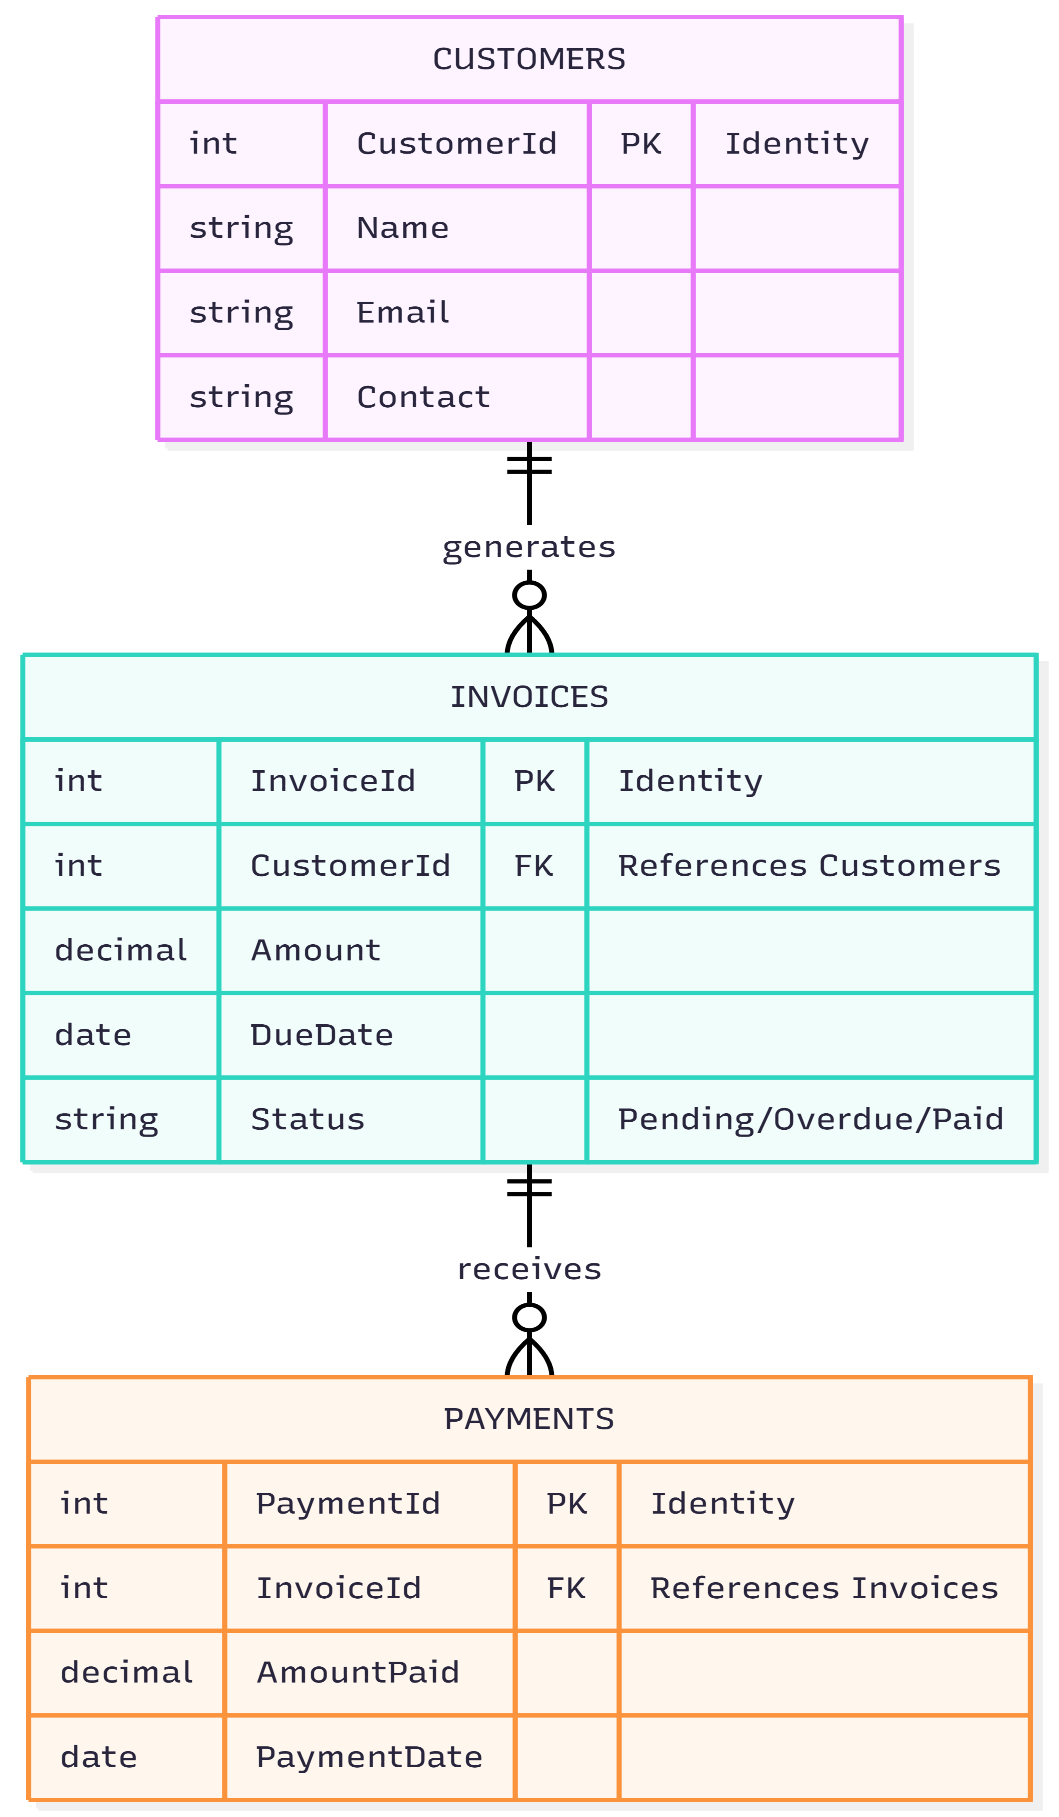 CUSTOMERS
int CustomerId PK Identity
string Name
string Email
string Contact
generates
INVOICES
int InvoiceId PK Identity
int CustomerId FK References Customers
decimal Amount
date DueDate
string Status Pending/Overdue/Paid
receives
PAYMENTS
int PaymentId PK Identity
int InvoiceId FK References Invoices
decimal AmountPaid
date PaymentDate